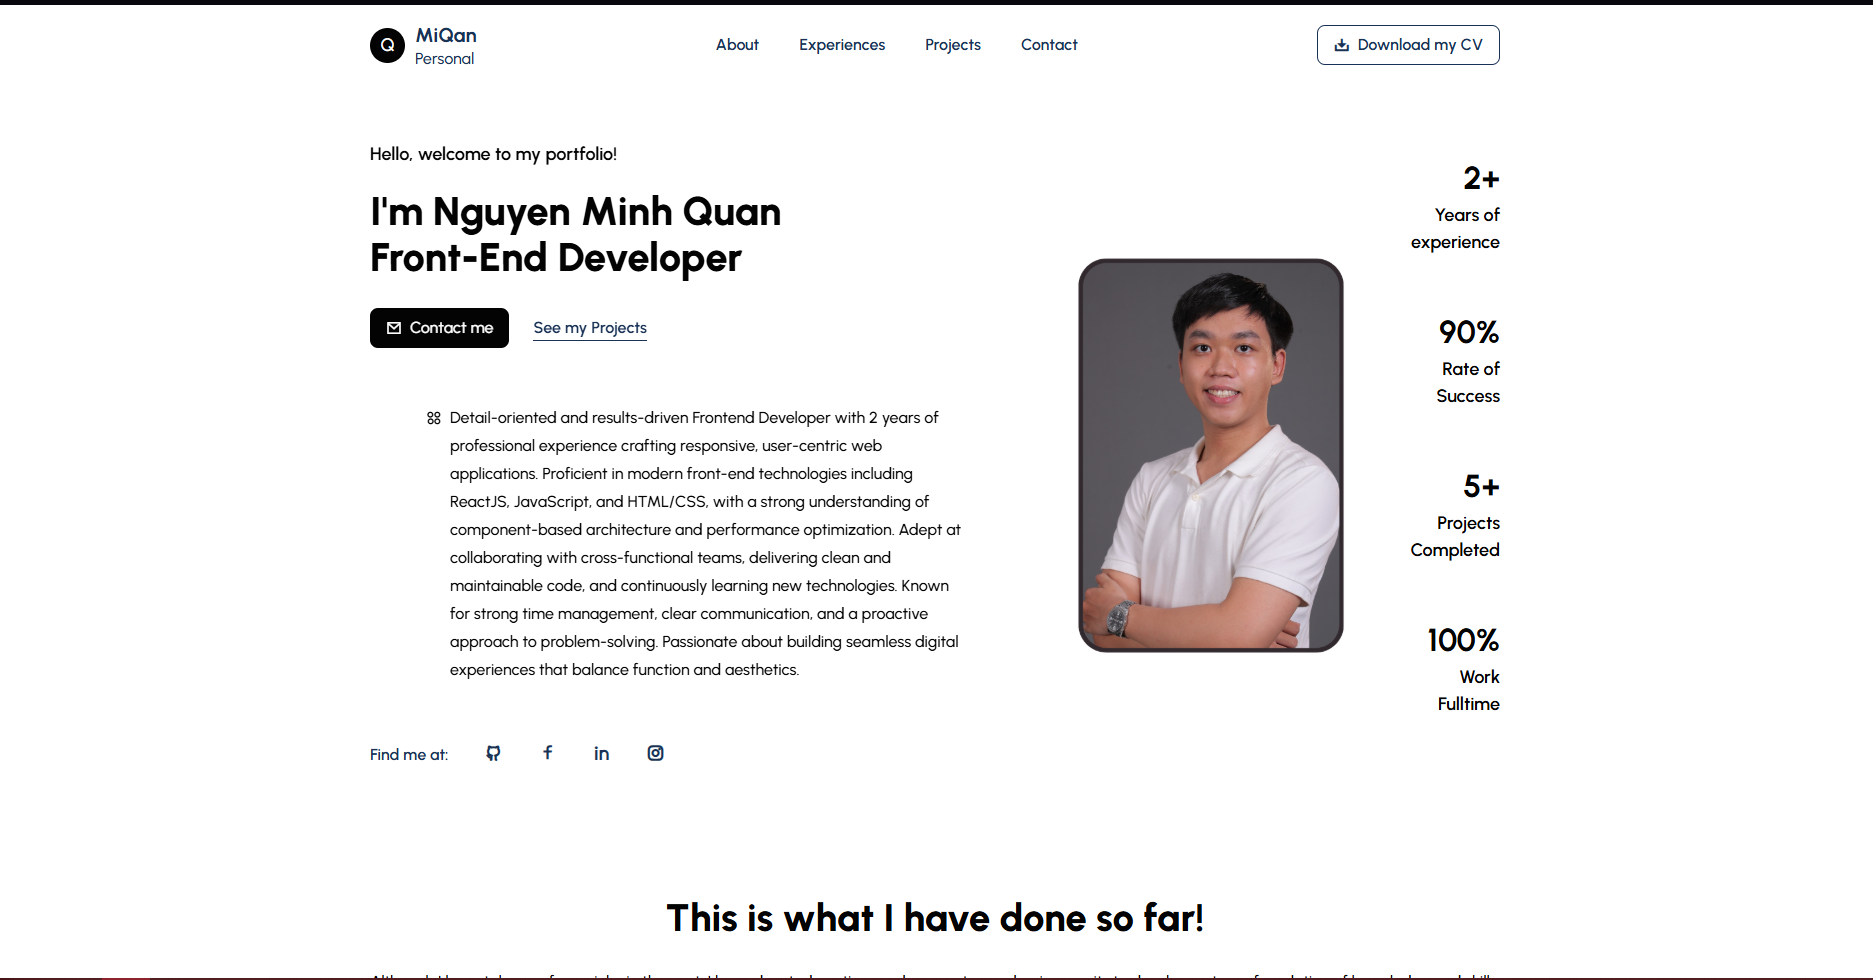 Q
MiQan
Personal
About
Experiences
Projects
Contact
Download my CV
Hello, welcome to my portfolio!
I'm Nguyen Minh Quan
Front-End Developer
Contact me
See my Projects
Detail-oriented and results-driven Frontend Developer with 2 years of
professional experience crafting responsive, user-centric web
applications. Proficient in modern front-end technologies including
ReactJS, JavaScript, and HTML/CSS, with a strong understanding of
component-based architecture and performance optimization. Adept at
collaborating with cross-functional teams, delivering clean and
maintainable code, and continuously learning new technologies. Known
for strong time management, clear communication, and a proactive
approach to problem-solving. Passionate about building seamless digital
experiences that balance function and aesthetics.
Find me at:
2+
Years of
experience
90%
Rate of
Success
5+
Projects
Completed
100%
Work
Fulltime
This is what I have done so far!